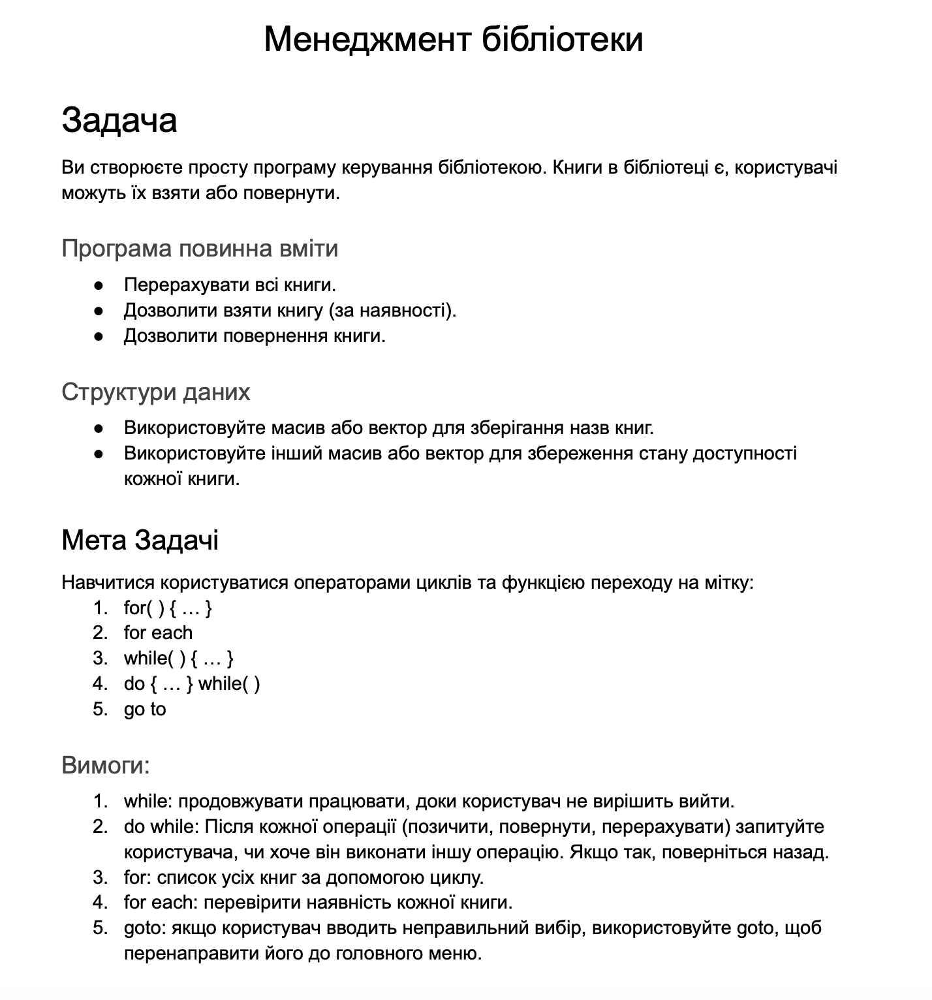 Менеджмент бібліотеки
Задача
Ви створюєте просту програму керування бібліотекою. Книги в бібліотеці є, користувачі
можуть їх взяти або повернути.
Програма повинна вміти
● Перерахувати всі книги.
● Дозволити взяти книгу (за наявності).
● Дозволити повернення книги.
Структури даних
● Використовуйте масив або вектор для зберігання назв книг.
● Використовуйте інший масив або вектор для збереження стану доступності
кожної книги.
Мета Задачі
Навчитися користуватися операторами циклів та функцією переходу на мітку:
1. for( ) { … }
2. for each
3. while( ) { … }
4. do { … } while( )
5. go to
Вимоги:
1. while: продовжувати працювати, доки користувач не вирішить вийти.
2. do while: Після кожної операції (позичити, повернути, перерахувати) запитуйте
користувача, чи хоче він виконати іншу операцію. Якщо так, поверніться назад.
3. for: список усіх книг за допомогою циклу.
4. for each: перевірити наявність кожної книги.
5. goto: якщо користувач вводить неправильний вибір, використовуйте goto, щоб
перенаправити його до головного меню.